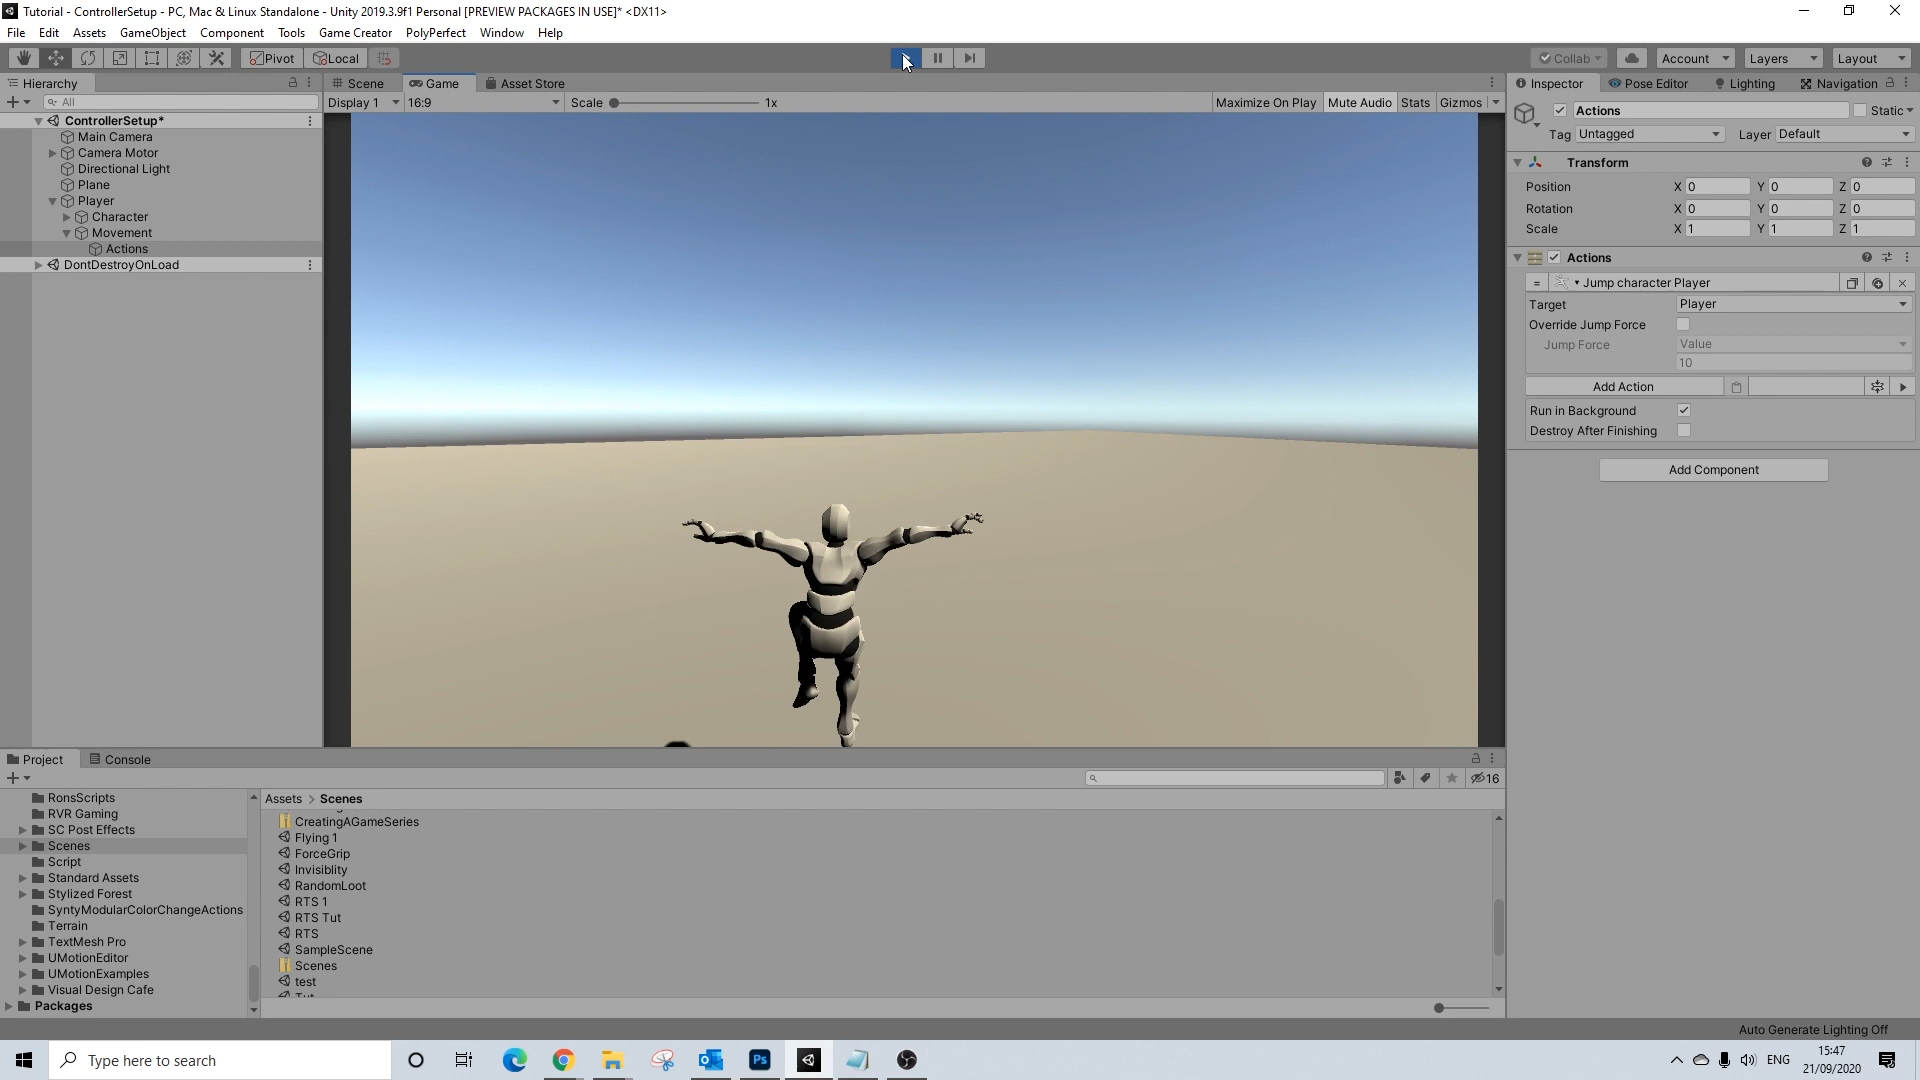 Tutorial - ControllerSetup - PC, Mac & Linux Standalone - Unity 2019.3.9f1 Personal [PREVIEW PACKAGES IN USE]* <DX11>
File Edit Assets GameObject Component Tools Game Creator PolyPerfect Window Help
Pivot Local Collab Account Layers Layout
Hierarchy Scene Game Asset Store Inspector Pose Editor Lighting Navigation
All Display 1 16:9 Scale 1x Maximize On Play Mute Audio Stats Gizmos
ControllerSetup*
Main Camera
Camera Motor
Directional Light
Plane
Player
Character
Movement
Actions
DontDestroyOnLoad
Actions Static
Tag Untagged Layer Default
Transform
Position X 0 Y 0 Z 0
Rotation X 0 Y 0 Z 0
Scale X 1 Y 1 Z 1
Actions
= Jump character Player
Target Player
Override Jump Force
Jump Force Value
10
Add Action
Run in Background
Destroy After Finishing
Add Component
Project Console
16
RonsScripts
RVR Gaming
SC Post Effects
Scenes
Script
Standard Assets
Stylized Forest
SyntyModularColorChangeActions
Terrain
TextMesh Pro
UMotionEditor
UMotionExamples
Visual Design Cafe
Packages
Assets > Scenes
CreatingAGameSeries
Flying 1
ForceGrip
Invisiblity
RandomLoot
RTS 1
RTS Tut
RTS
SampleScene
Scenes
test
Auto Generate Lighting Off
Type here to search
Ps
ENG
15:47
21/09/2020